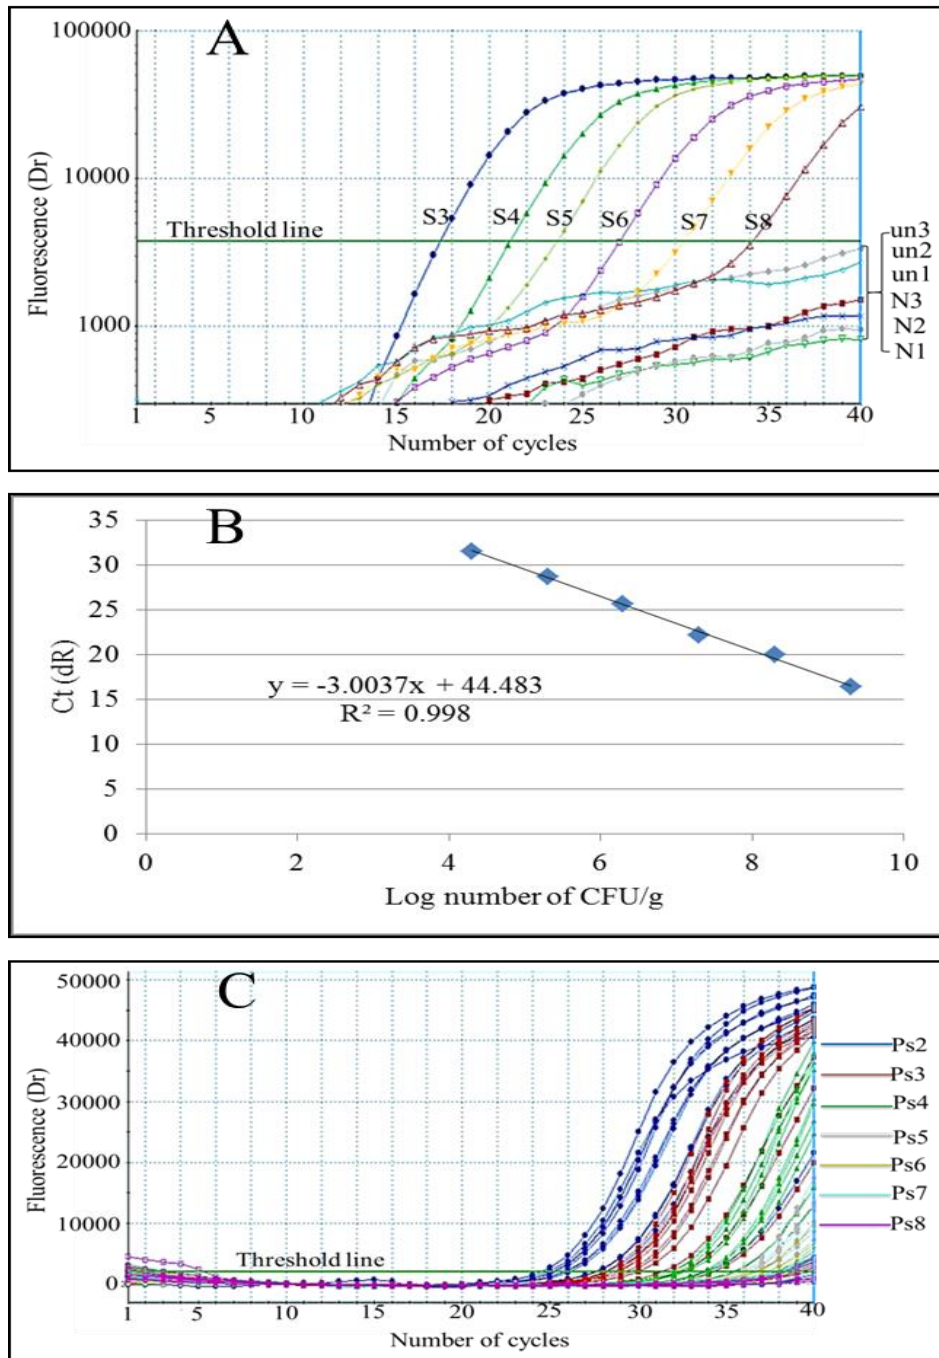 A
100000
10000
1000
Fluorescence (Dr)
Threshold line
S3
S4
S5
S6
S7
S8
un3
un2
un1
N3
N2
N1
1 5 10 15 20 25 30 35 40
Number of cycles
B
35
30
25
20
15
10
5
0
Ct (dR)
y = -3.0037x + 44.483
R² = 0.998
0 2 4 6 8 10
Log number of CFU/g
C
50000
40000
30000
20000
10000
0
Fluorescence (Dr)
Threshold line
Ps2
Ps3
Ps4
Ps5
Ps6
Ps7
Ps8
1 5 10 15 20 25 30 35 40
Number of cycles